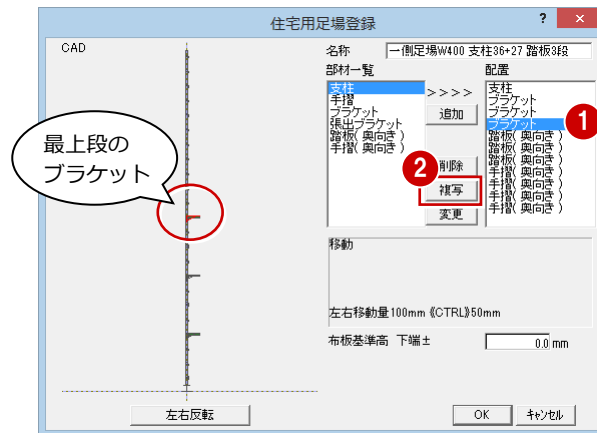 住宅用足場登録
?
×
CAD
名称
一側足場W400 支柱36+27 踏板3段
部材一覧
配置
支柱
手摺
ブラケット
張出ブラケット
踏板(奥向き)
手摺(奥向き)
>>>>
追加
削除
複写
変更
支柱
ブラケット
ブラケット
ブラケット
踏板(奥向き)
踏板(奥向き)
踏板(奥向き)
手摺(奥向き)
手摺(奥向き)
手摺(奥向き)
手摺(奥向き)
1
2
最上段の
ブラケット
移動
左右移動量100mm 《CTRL》50mm
布板基準高 下端±
0.0 mm
左右反転
OK
キャンセル